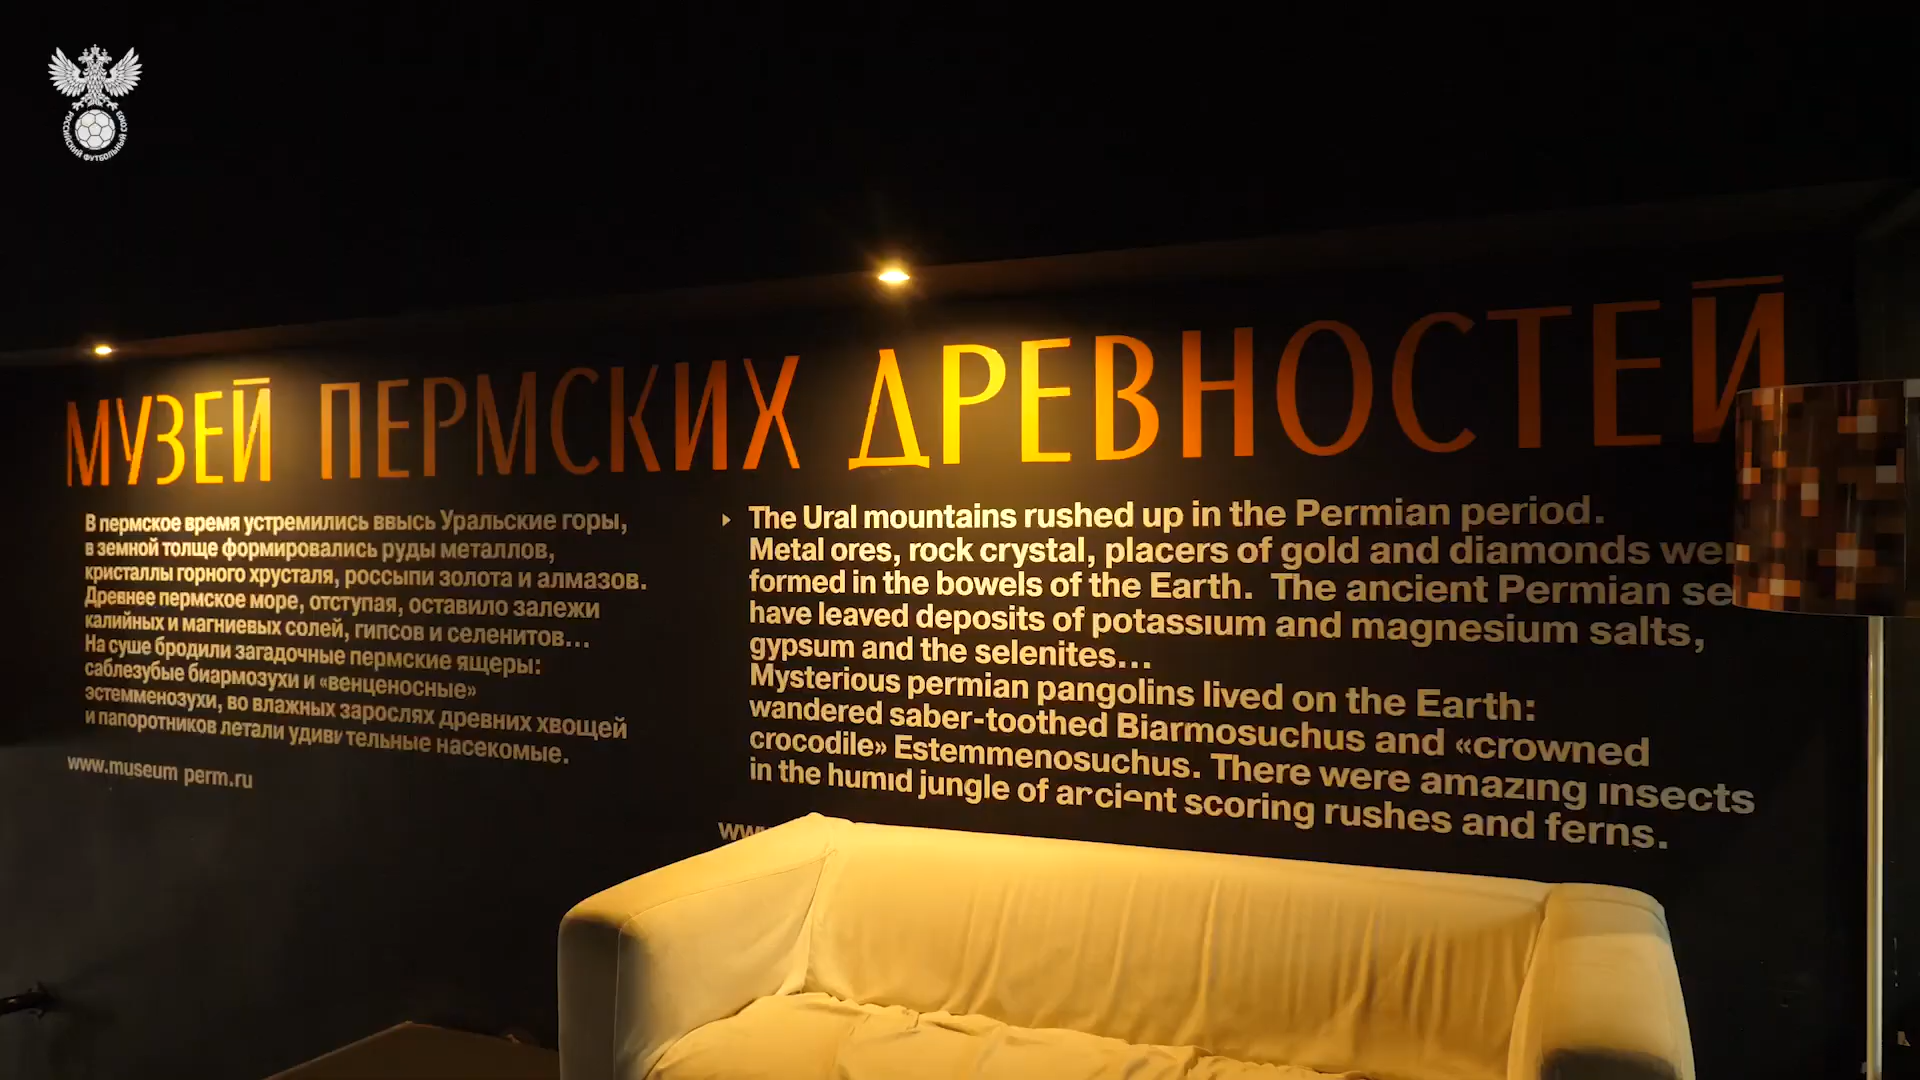 РОССИЙСКИЙ ФУТБОЛЬНЫЙ СОЮЗ
МУЗЕЙ ПЕРМСКИХ ДРЕВНОСТЕЙ
В пермское время устремились ввысь Уральские горы,
в земной толще формировались руды металлов,
кристаллы горного хрусталя, россыпи золота и алмазов.
Древнее пермское море, отступая, оставило залежи
калийных и магниевых солей, гипсов и селенитов...
На суше бродили загадочные пермские ящеры:
саблезубые биармозухи и «венценосные»
эстемменозухи, во влажных зарослях древних хвощей
и папоротников летали удивительные насекомые.
www.museum perm.ru
The Ural mountains rushed up in the Permian period.
Metal ores, rock crystal, placers of gold and diamonds
formed in the bowels of the Earth. The ancient Permian
have leaved deposits of potassium and magnesium salts,
gypsum and the selenites...
Mysterious permian pangolins lived on the Earth:
wandered saber-toothed Biarmosuchus and «crowned
crocodile» Estemmenosuchus. There were amazing insects
in the humid jungle of ancient scoring rushes and ferns.